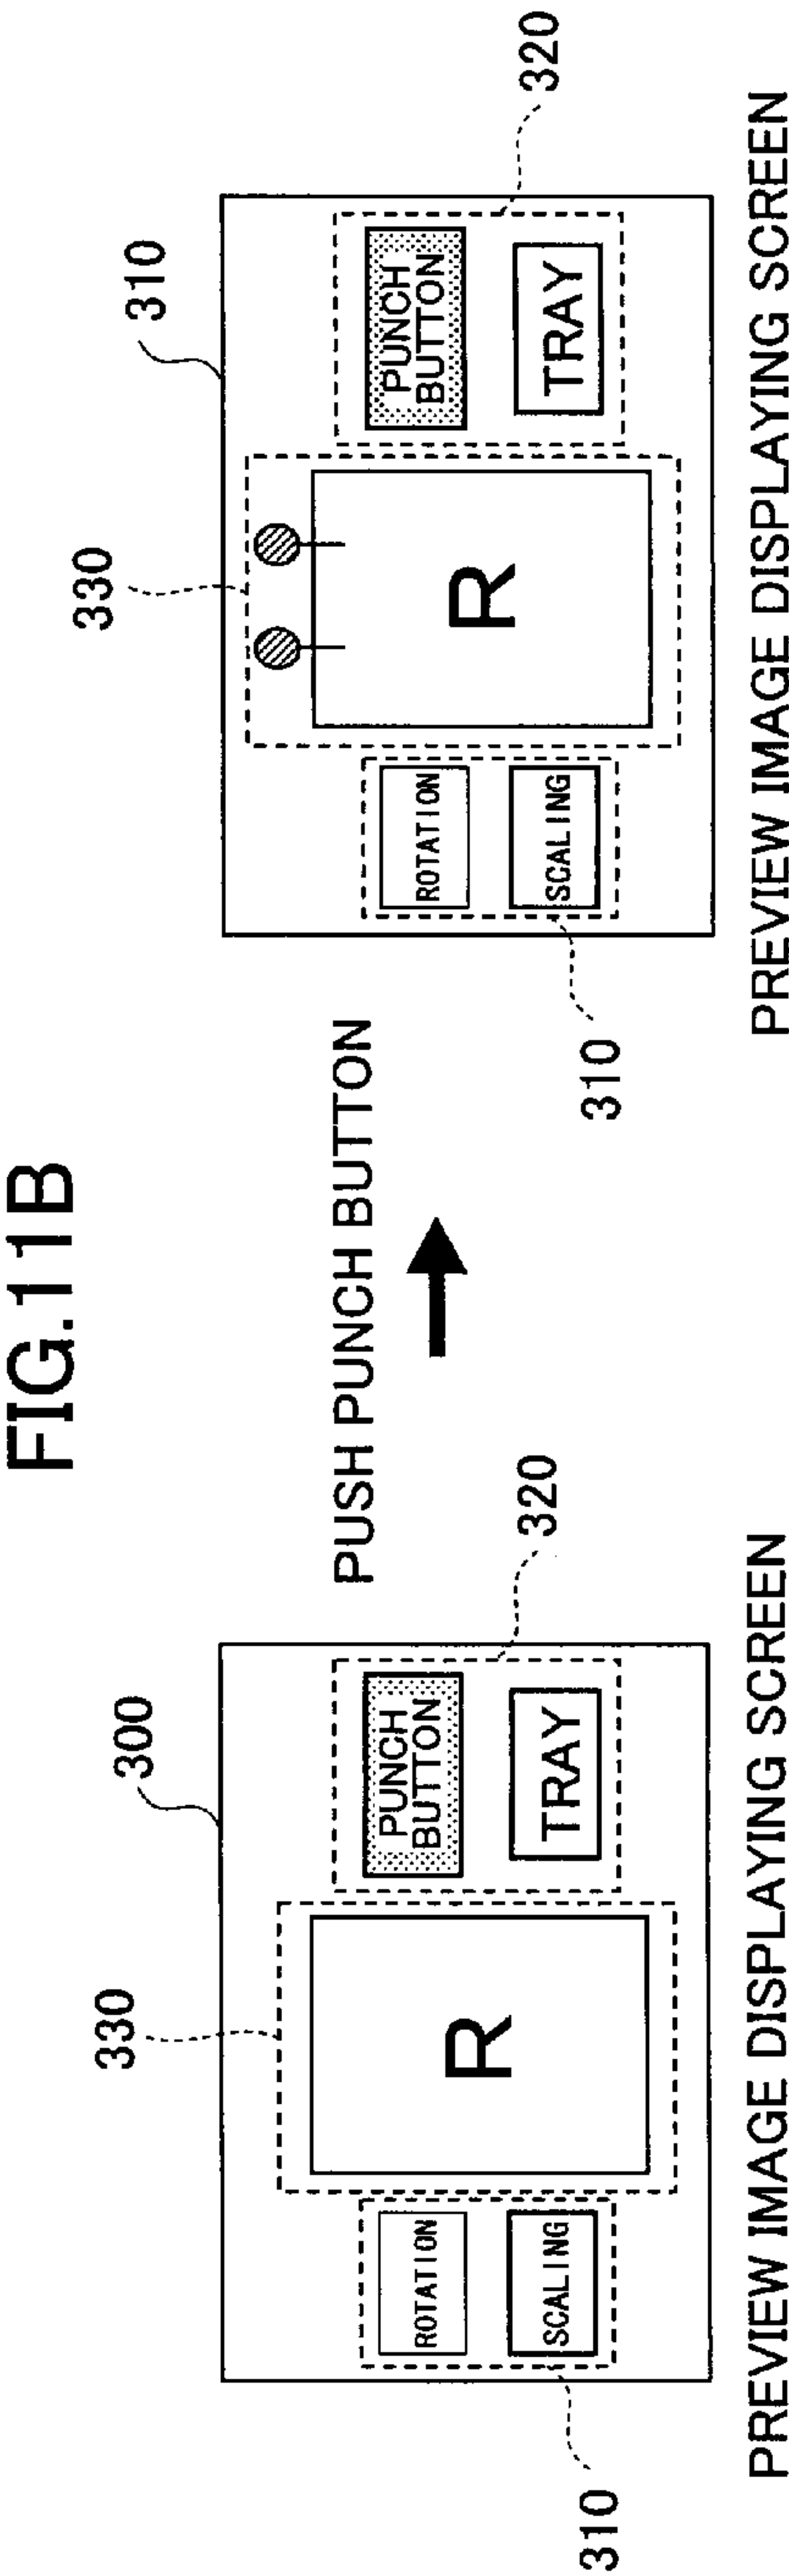 FIG.11B
300
330
ROTATION
SCALING
310
R
PUNCH
BUTTON
TRAY
320
PREVIEW IMAGE DISPLAYING SCREEN
PUSH PUNCH BUTTON
310
330
ROTATION
SCALING
310
R
PUNCH
BUTTON
TRAY
320
PREVIEW IMAGE DISPLAYING SCREEN